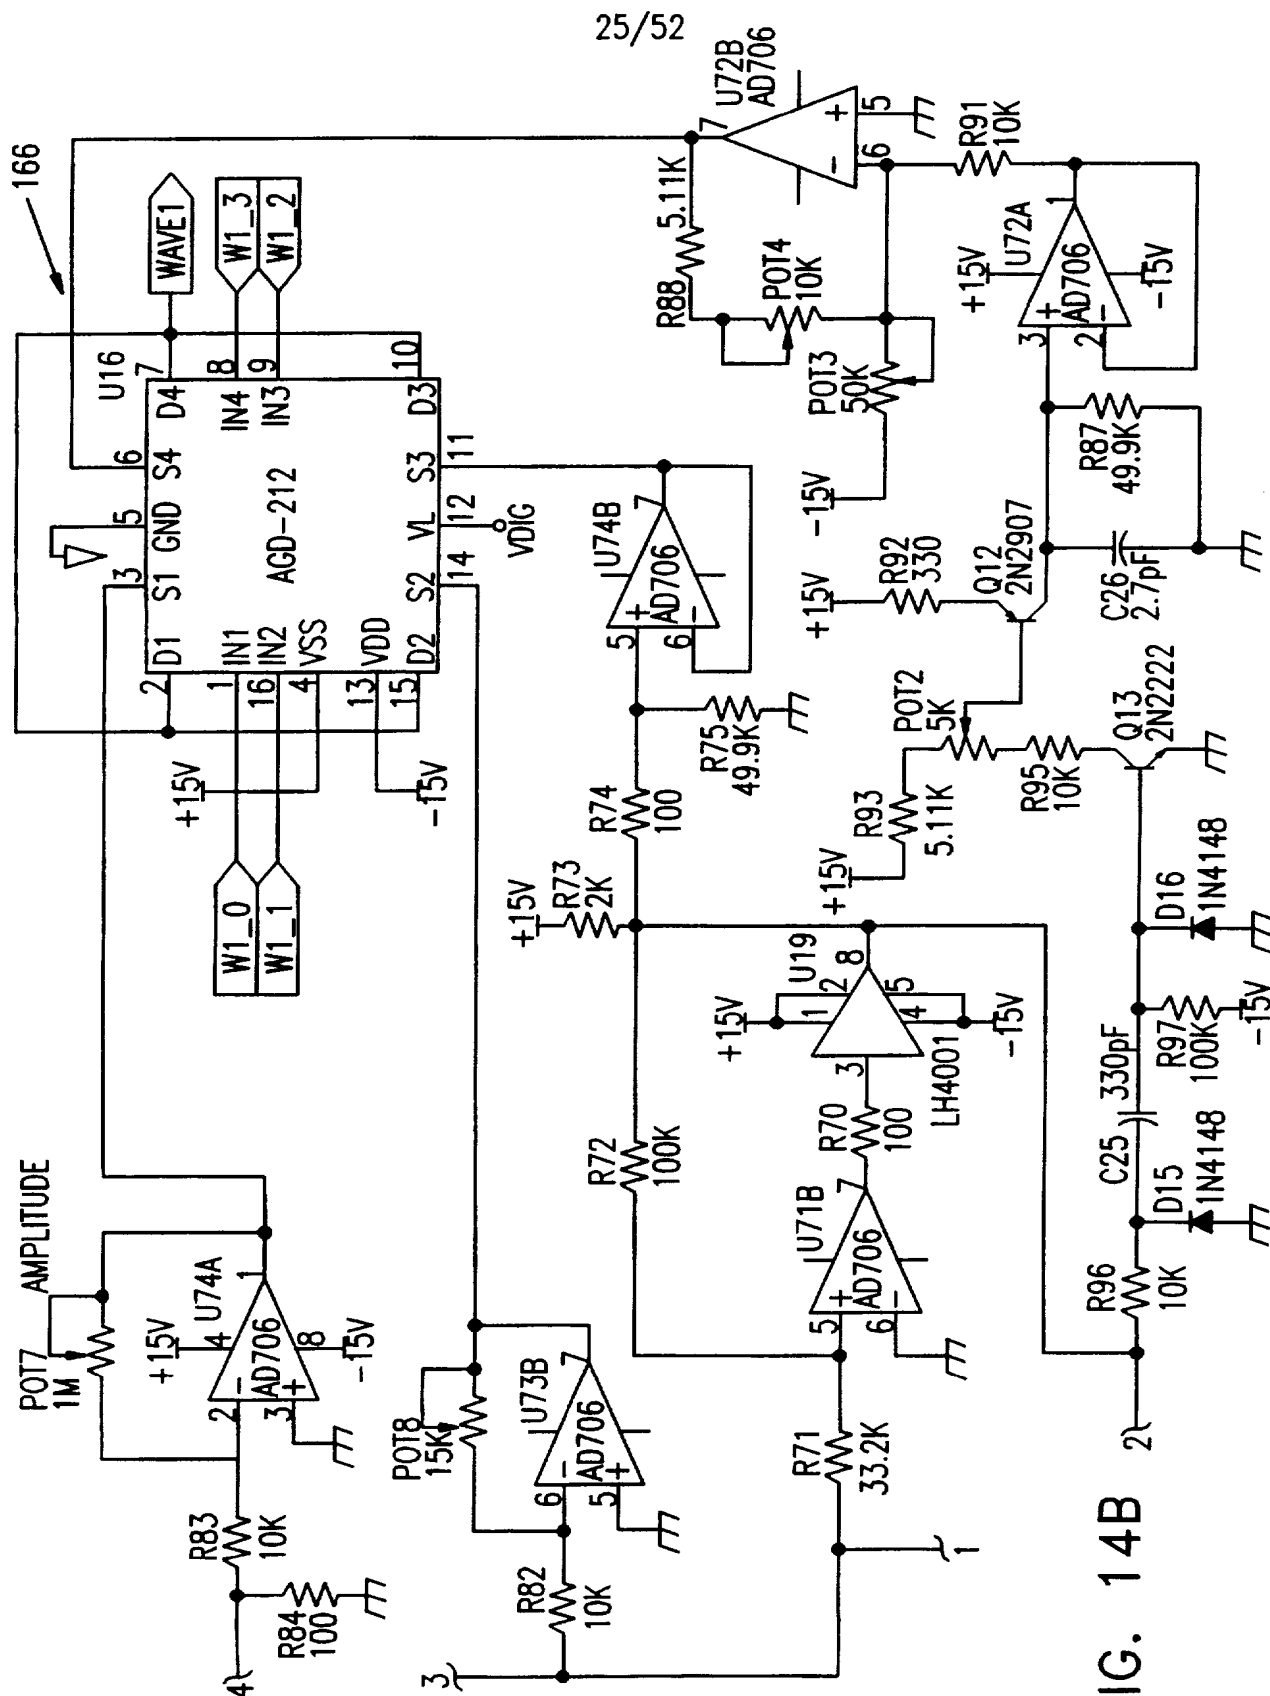 25/52
166
WAVE1
W1_3
W1_2
U16
7
8
9
10
D4
IN4
IN3
D3
6
S4
S3
11
5
GND
AGD-212
VL
12
VDIG
3
S1
S2
14
D1
IN1
IN2
VSS
VDD
D2
2
1
16
4
13
15
+15V
-15V
W1_0
W1_1
U72B
AD706
7
+
-
5
6
5.11K
R88
POT4
10K
R91
10K
POT3
50K
-15V
U72A
+15V
AD706
-15V
1
3
+
2
-
R87
49.9K
U74B
7
AD706
5
+
6
-
R75
49.9K
R74
100
+15V
R73
2K
+15V
R92
330
Q12
2N2907
C26
2.7pF
POT2
5K
R93
5.11K
+15V
R95
10K
Q13
2N2222
U19
8
+15V
1
2
4
5
-15V
3
LH4001
R70
100
R72
100K
U71B
7
AD706
5
+
6
-
R71
33.2K
D16
1N4148
R97
100K
-15V
C25
330pF
D15
1N4148
R96
10K
2
AMPLITUDE
POT7
1M
U74A
1
+15V
4
AD706
8
-15V
2
-
3
+
R83
10K
R84
100
4
POT8
15K
U73B
7
AD706
6
-
5
+
R82
10K
3
1
IG. 14B